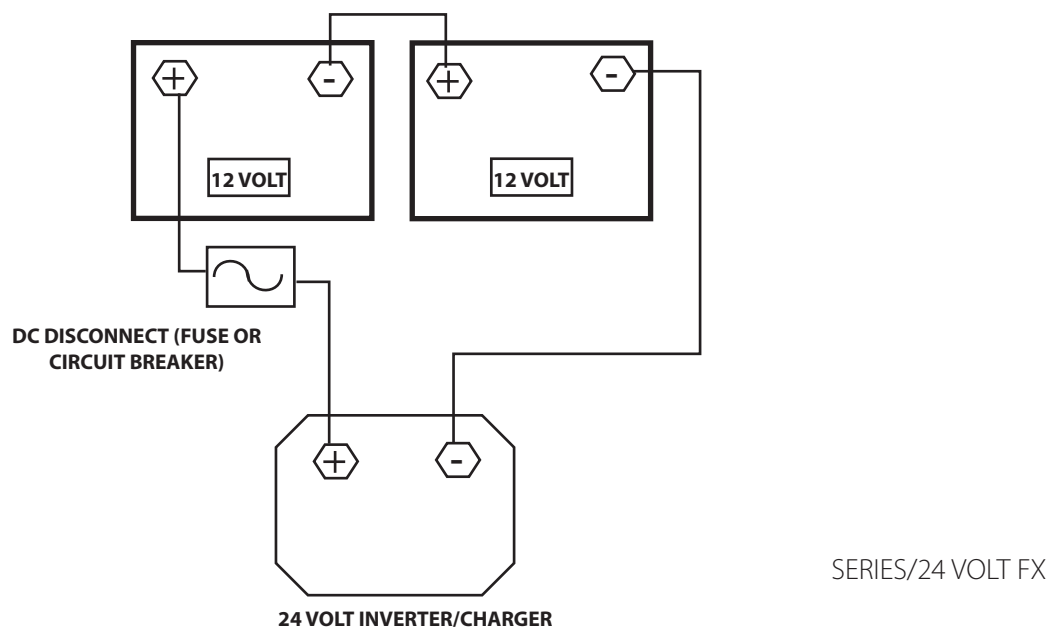 + - + -
12 VOLT 12 VOLT
DC DISCONNECT (FUSE OR
CIRCUIT BREAKER)
+ -
SERIES/24 VOLT FX
24 VOLT INVERTER/CHARGER